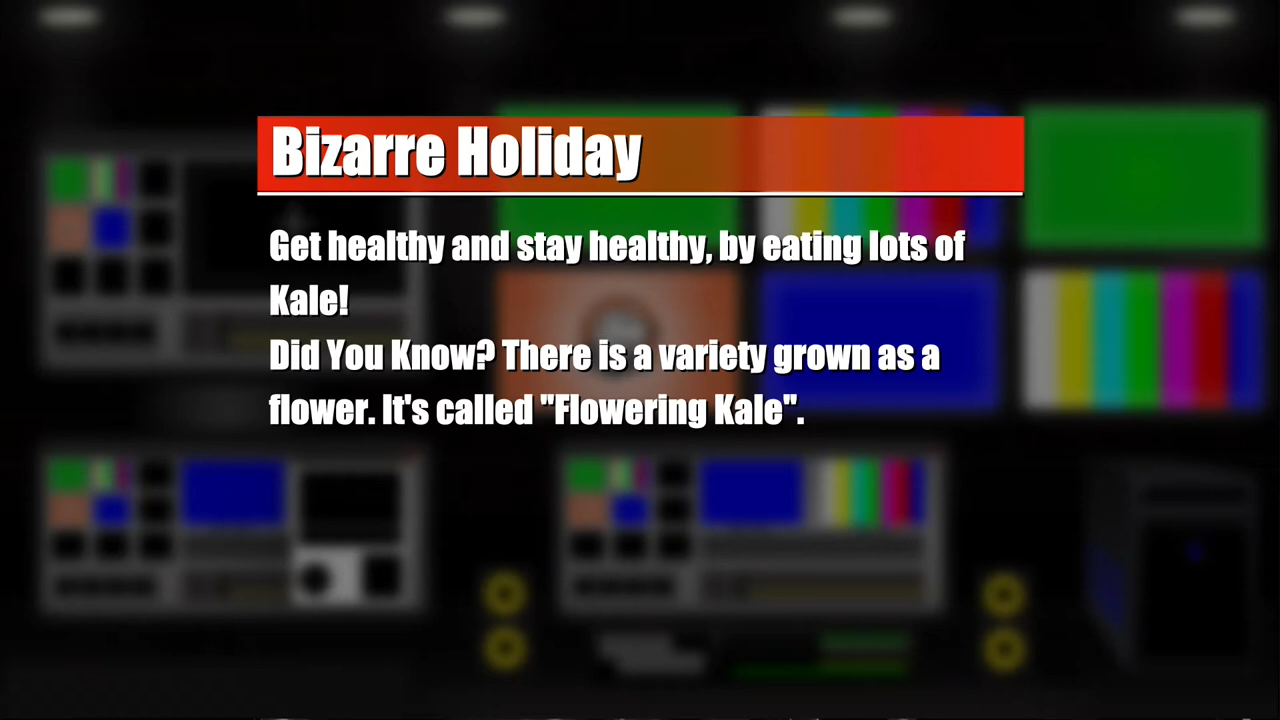 Bizarre Holiday
Get healthy and stay healthy, by eating lots of
Kale!
Did You Know? There is a variety grown as a
flower. It's called "Flowering Kale".